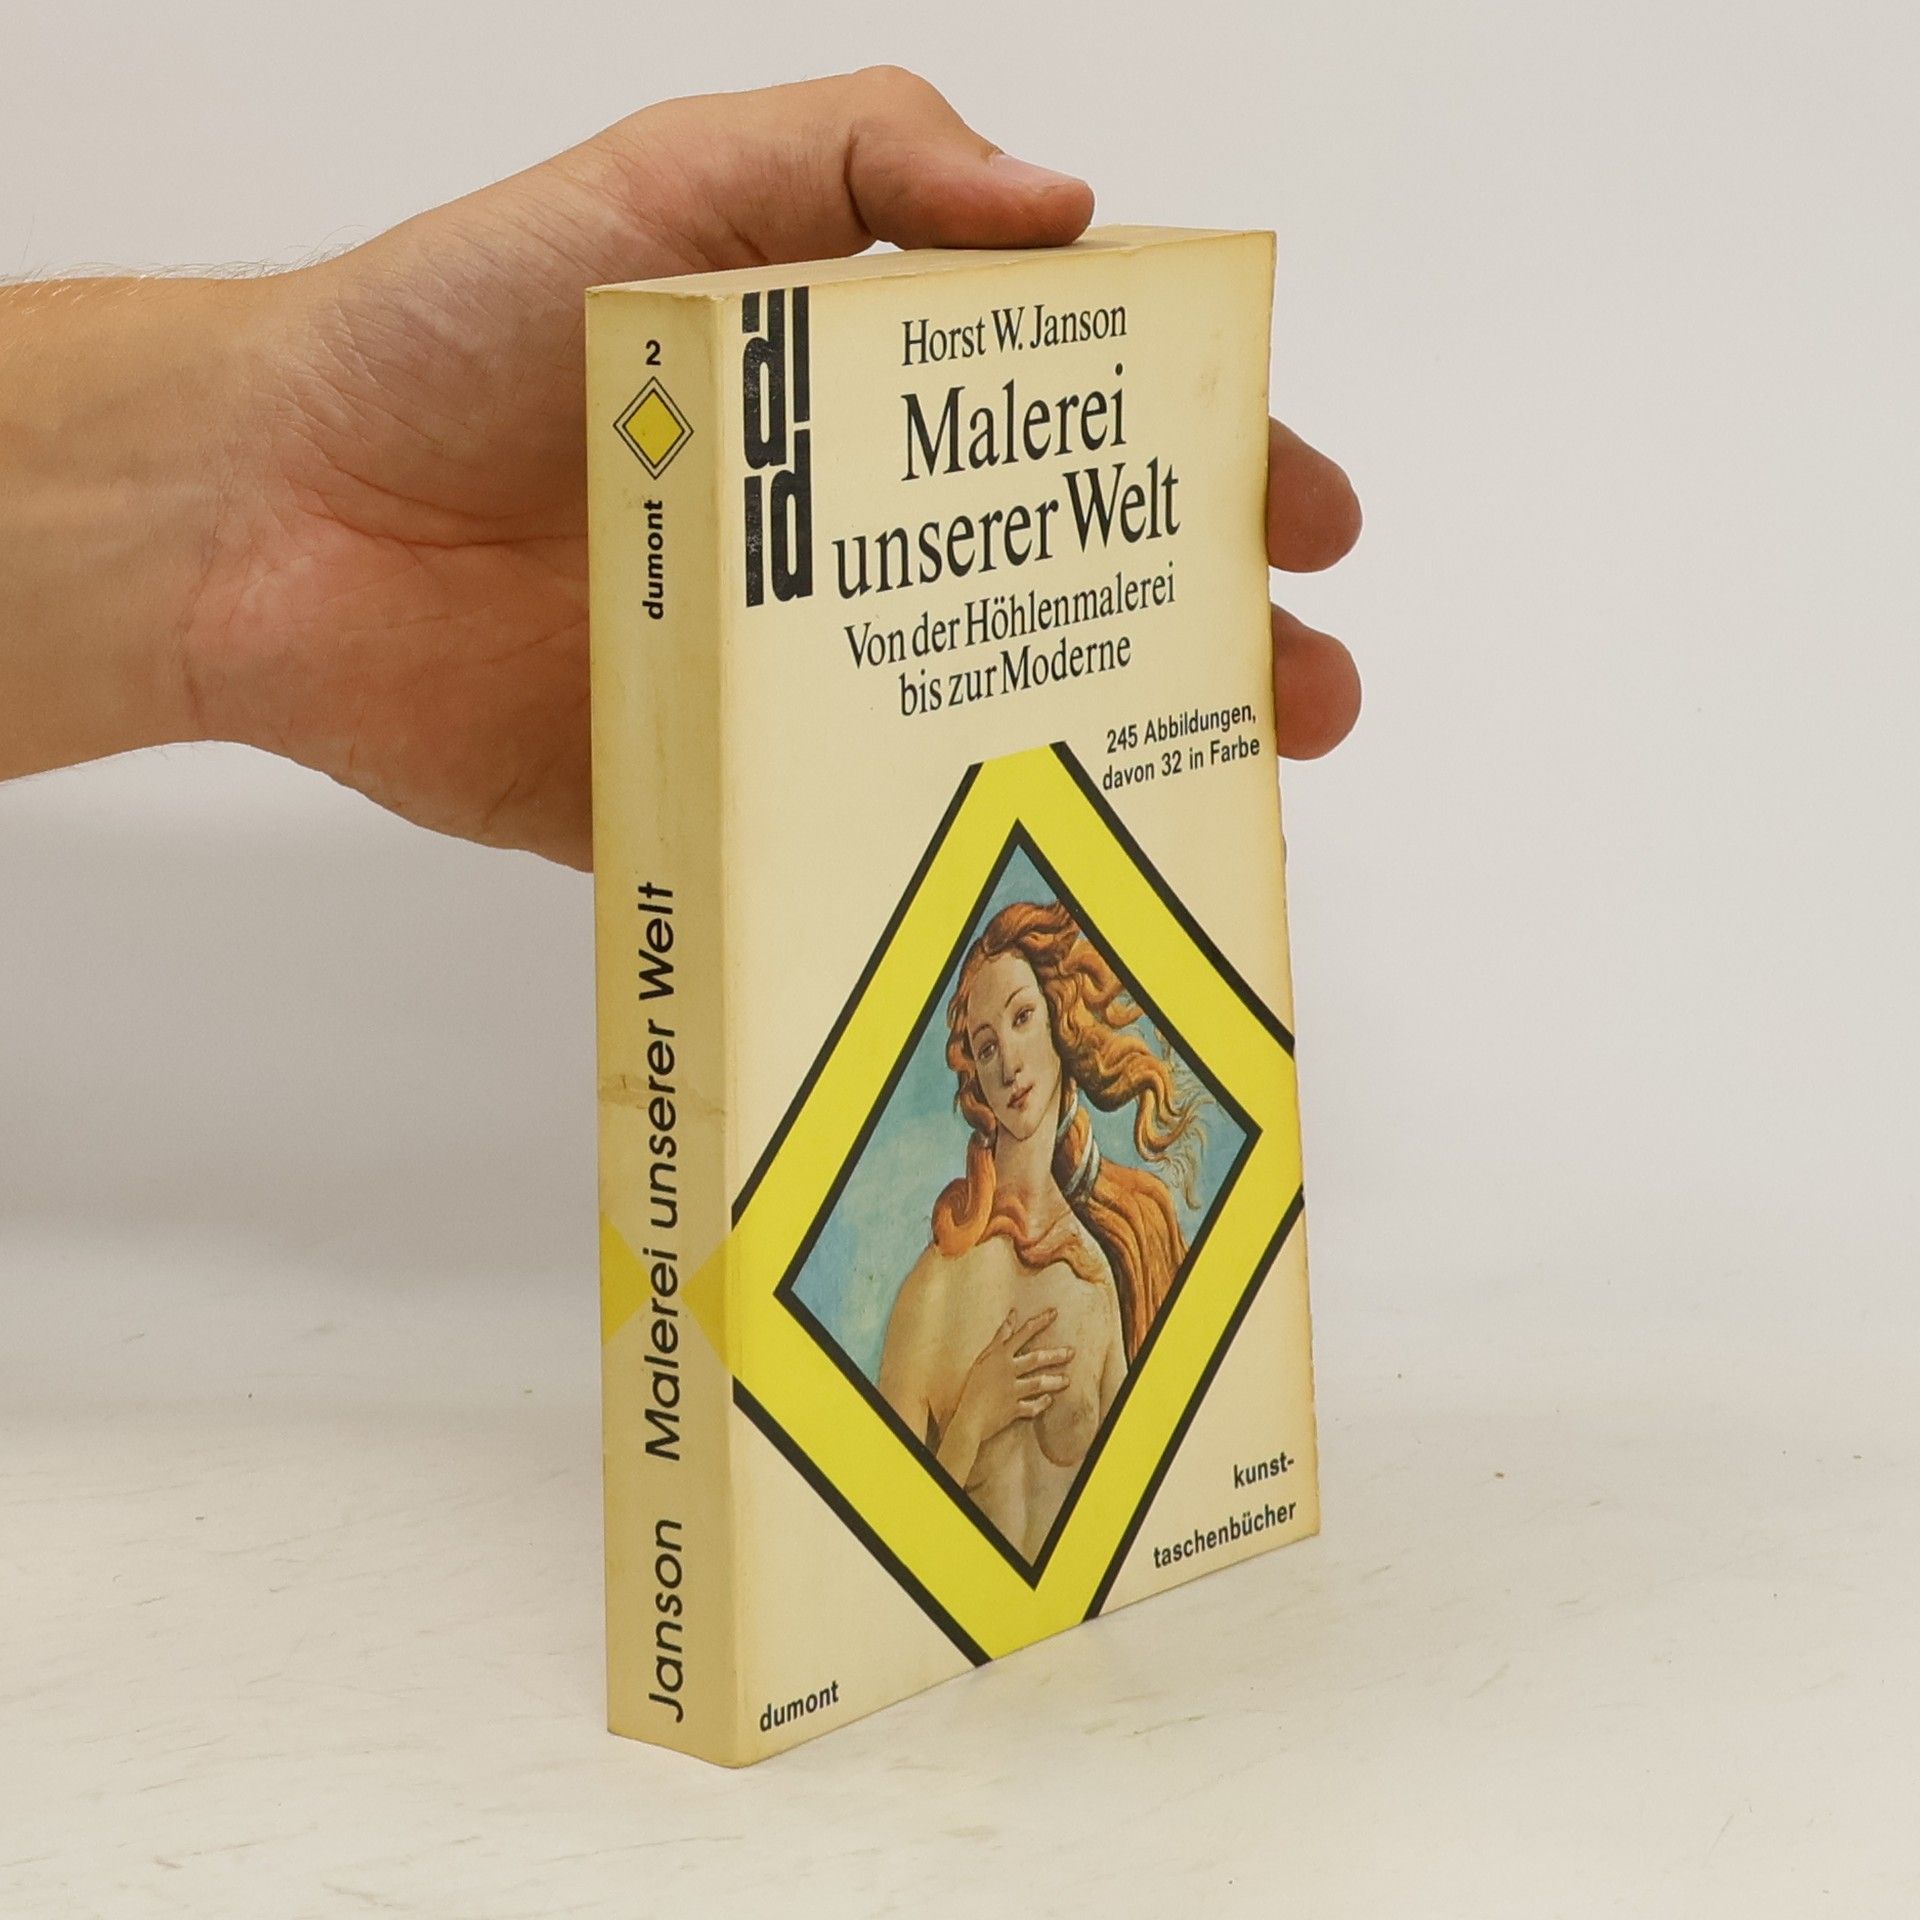 2
dumont
Janson Malerei unserer Welt
Horst W. Janson
Malerei
unserer Welt
Von der Höhlenmalerei
bis zur Moderne
245 Abbildungen,
davon 32 in Farbe
kunst-
taschenbücher
dumont